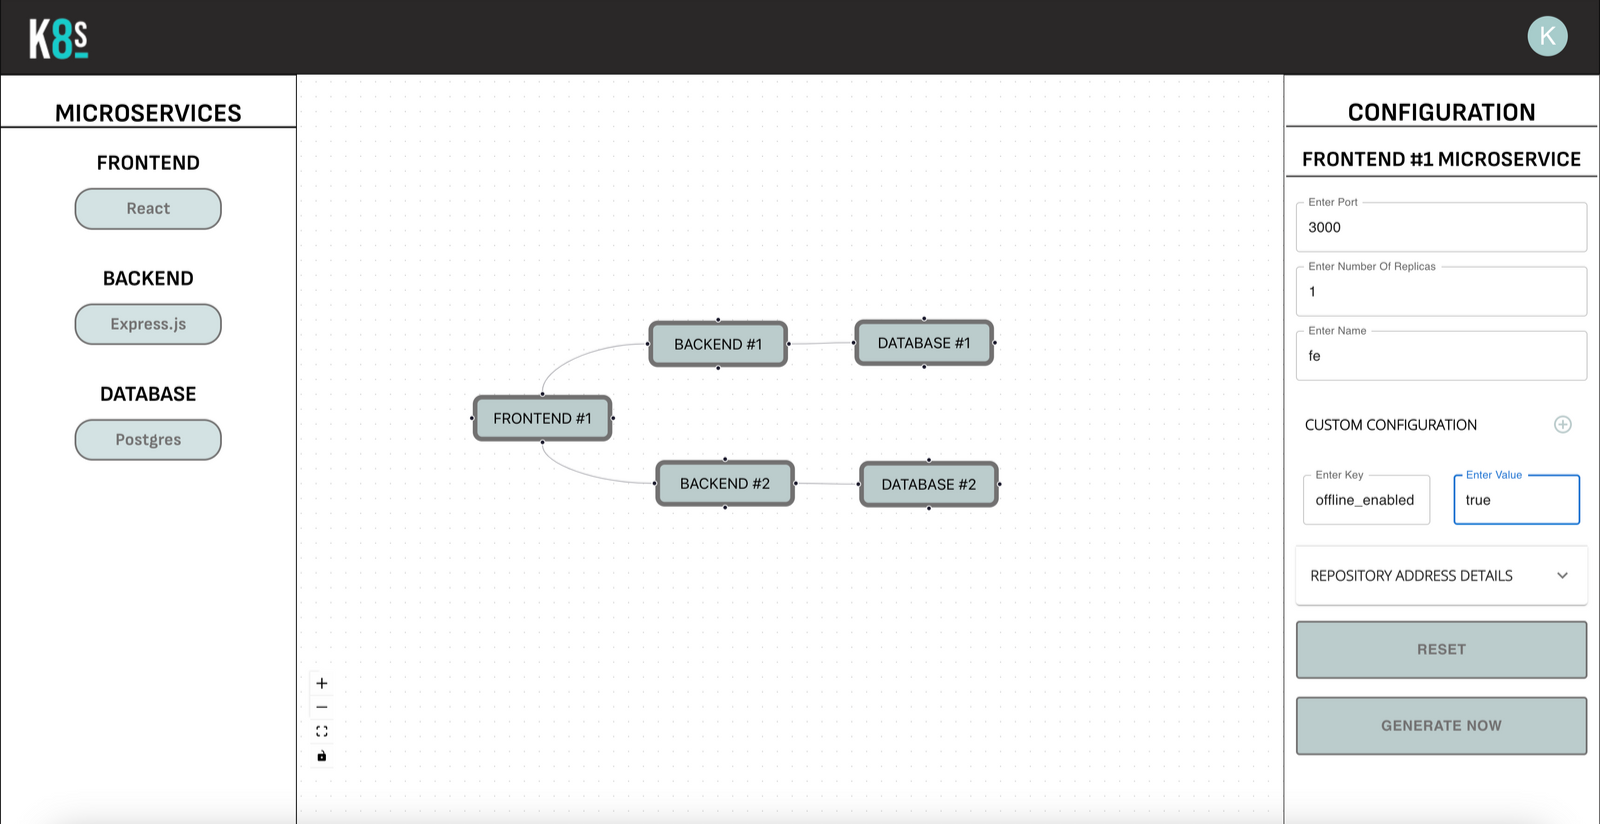 K8s
K
MICROSERVICES
FRONTEND
React
BACKEND
Express.js
DATABASE
Postgres
BACKEND #1
DATABASE #1
FRONTEND #1
BACKEND #2
DATABASE #2
CONFIGURATION
FRONTEND #1 MICROSERVICE
Enter Port
3000
Enter Number Of Replicas
1
Enter Name
fe
CUSTOM CONFIGURATION
Enter Key
offline_enabled
Enter Value
true
REPOSITORY ADDRESS DETAILS
RESET
GENERATE NOW